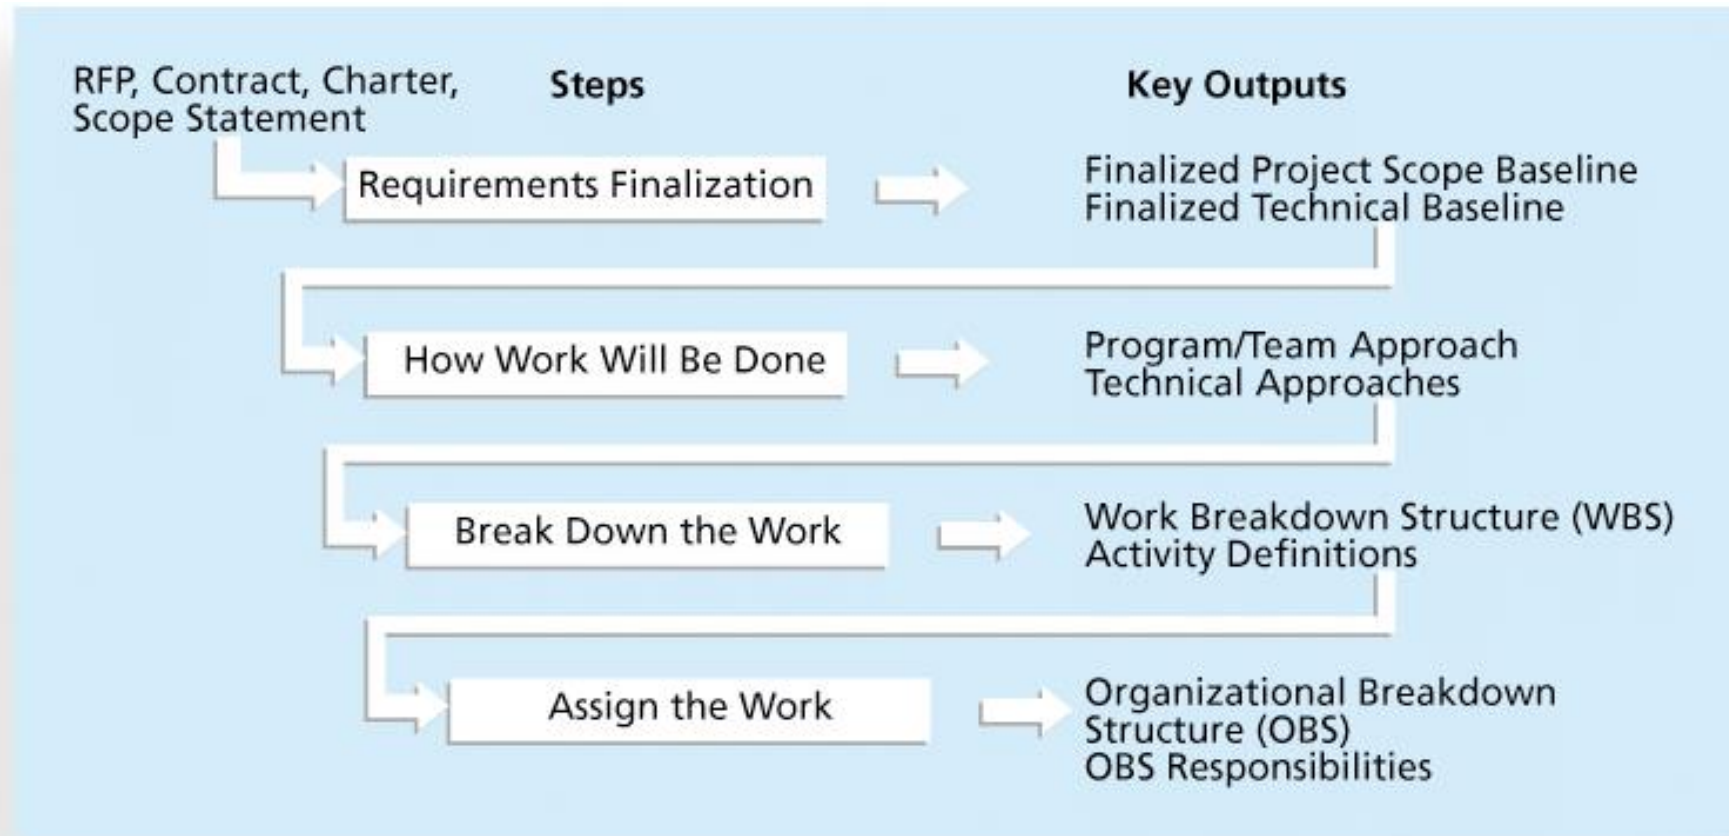 RFP, Contract, Charter,
Scope Statement
Steps
Key Outputs
Requirements Finalization
Finalized Project Scope Baseline
Finalized Technical Baseline
How Work Will Be Done
Program/Team Approach
Technical Approaches
Break Down the Work
Work Breakdown Structure (WBS)
Activity Definitions
Assign the Work
Organizational Breakdown
Structure (OBS)
OBS Responsibilities